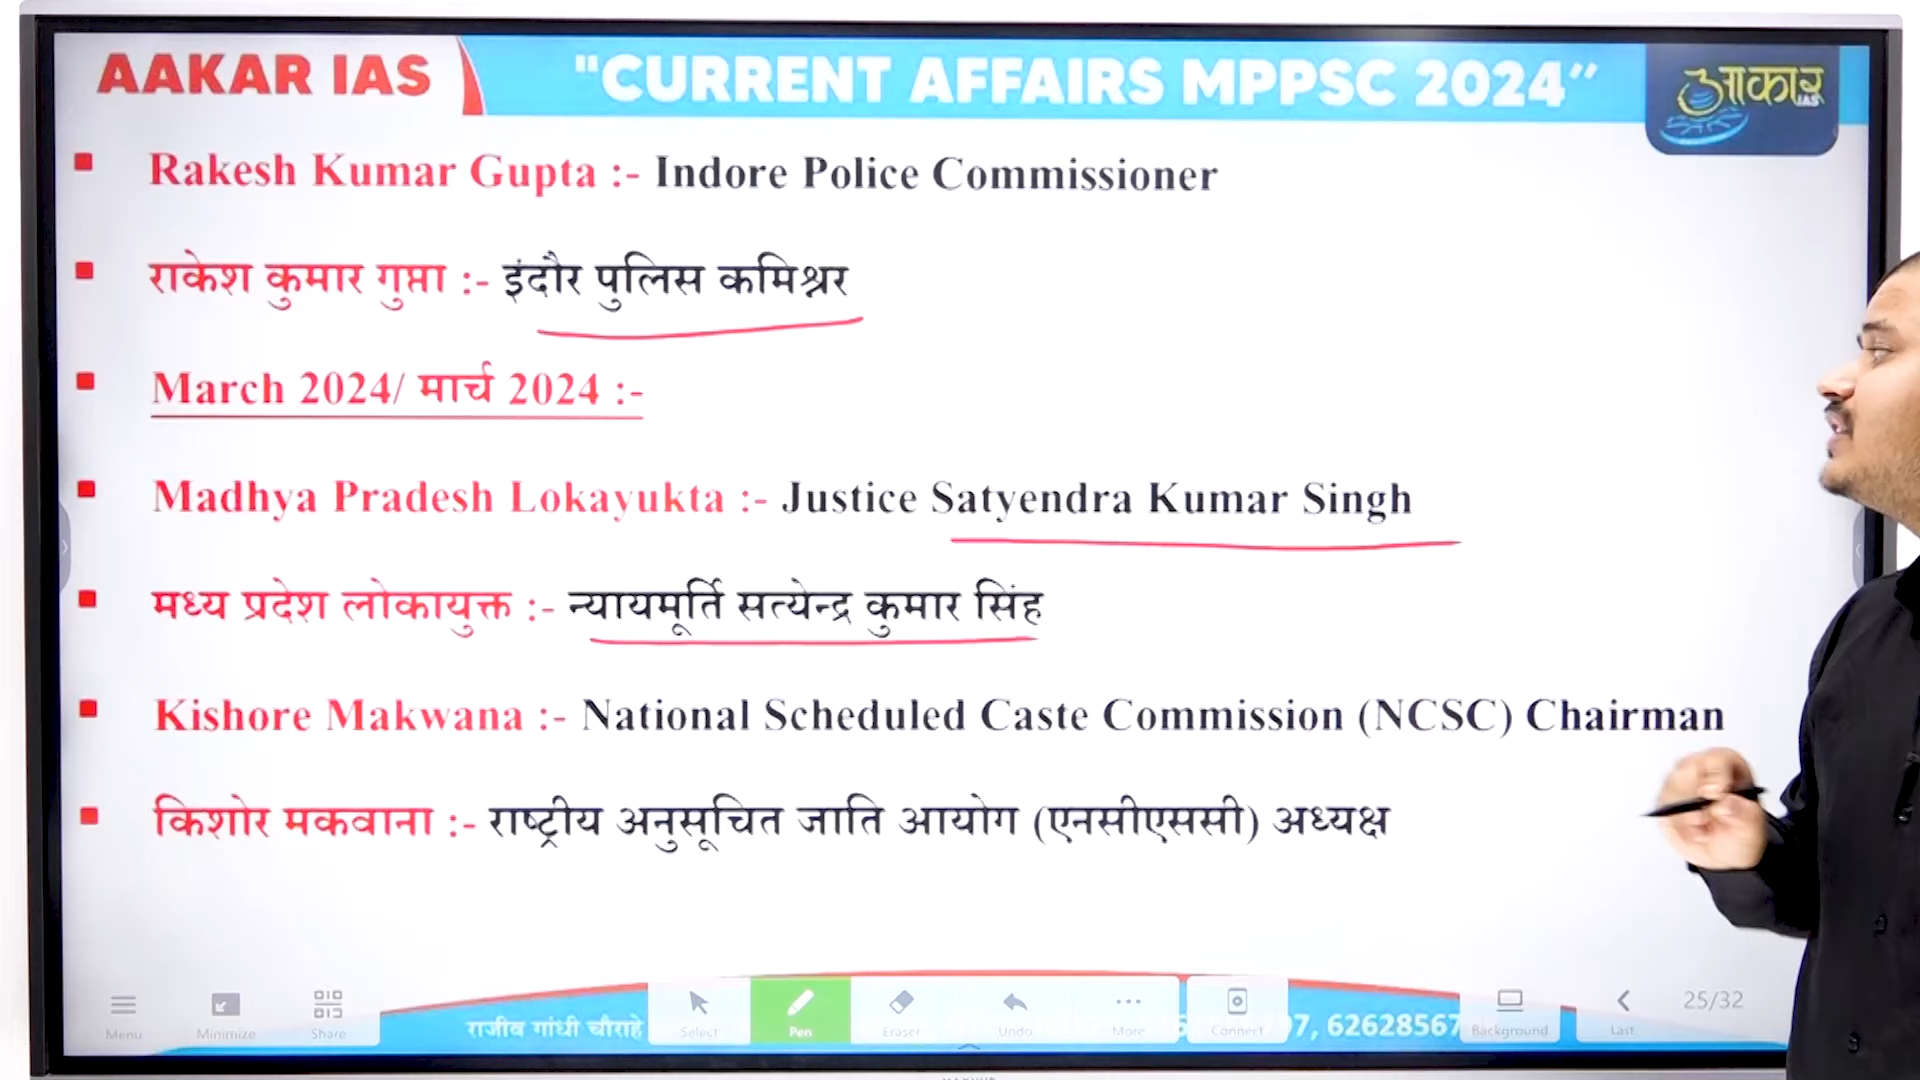 AAKAR IAS
"CURRENT AFFAIRS MPPSC 2024"
आकार
IAS
Rakesh Kumar Gupta :- Indore Police Commissioner
राकेश कुमार गुप्ता :- इंदौर पुलिस कमिश्नर
March 2024/ मार्च 2024 :-
Madhya Pradesh Lokayukta :- Justice Satyendra Kumar Singh
मध्य प्रदेश लोकायुक्त :- न्यायमूर्ति सत्येन्द्र कुमार सिंह
Kishore Makwana :- National Scheduled Caste Commission (NCSC) Chairman
किशोर मकवाना :- राष्ट्रीय अनुसूचित जाति आयोग (एनसीएससी) अध्यक्ष
राजीव गांधी चौराहे
Menu Minimize Share Select Pen Eraser Undo More Connect Background Last 25/32